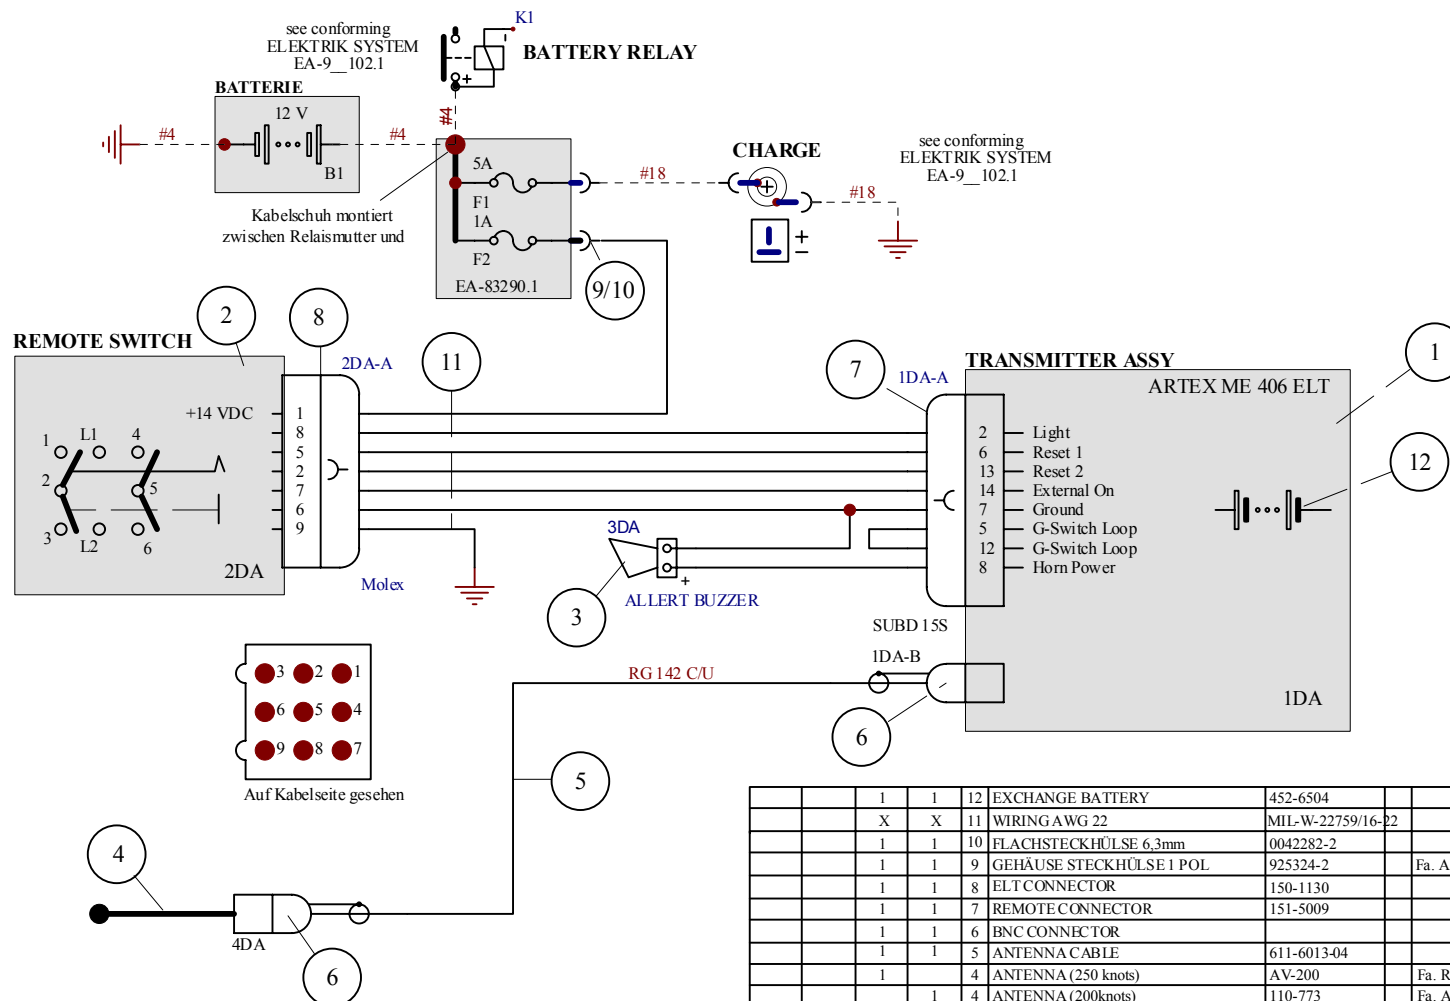 see conforming
ELEKTRIK SYSTEM
EA-9__102.1
K1
BATTERY RELAY
+
#4
BATTERIE
12 V
B1
#4
#4
Kabelschuh montiert
zwischen Relaismutter und
5A
F1
1A
F2
EA-83290.1
#18
CHARGE
+
+
−
#18
see conforming
ELEKTRIK SYSTEM
EA-9__102.1
9/10
2
8
11
REMOTE SWITCH
2DA-A
+14 VDC
1
8
5
2
7
6
9
1
L1
4
2
5
3
L2
6
2DA
Molex
7
1DA-A
TRANSMITTER ASSY
1
ARTEX ME 406 ELT
2 Light
6 Reset 1
13 Reset 2
14 External On
7 Ground
5 G-Switch Loop
12 G-Switch Loop
8 Horn Power
12
3DA
+
3
ALLERT BUZZER
SUBD 15S
1DA-B
RG 142 C/U
6
1DA
3 2 1
6 5 4
9 8 7
Auf Kabelseite gesehen
5
4
4DA
6
1 1 12 EXCHANGE BATTERY 452-6504
X X 11 WIRING AWG 22 MIL-W-22759/16-22
1 1 10 FLACHSTECKHÜLSE 6,3mm 0042282-2
1 1 9 GEHÄUSE STECKHÜLSE 1 POL 925324-2 Fa. A
1 1 8 ELT CONNECTOR 150-1130
1 1 7 REMOTE CONNECTOR 151-5009
1 1 6 BNC CONNECTOR
1 1 5 ANTENNA CABLE 611-6013-04
1 4 ANTENNA (250 knots) AV-200 Fa. R
1 4 ANTENNA (200knots) 110-773 Fa. A